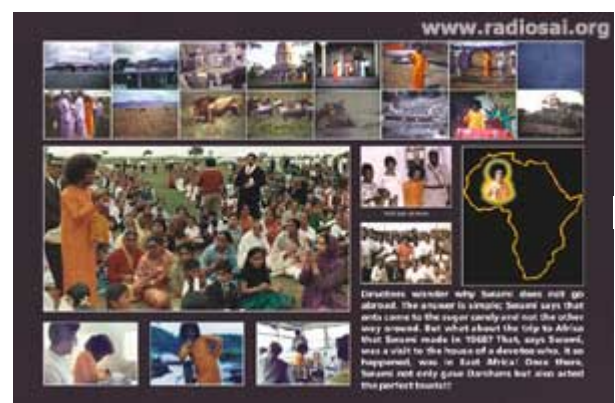 www.radiosai.org
Devotees wonder why Swami does not go
abroad. The answer is simple; Swami says that
ants come to the sugar candy and not the other
way around. But what about the trip to Africa
that Swami made in 1968? That, says Swami,
was a visit to the house of a devotee who, it so
happened, was in East Africa! Once there,
Swami not only gave Darshans but also acted
the perfect tourist!